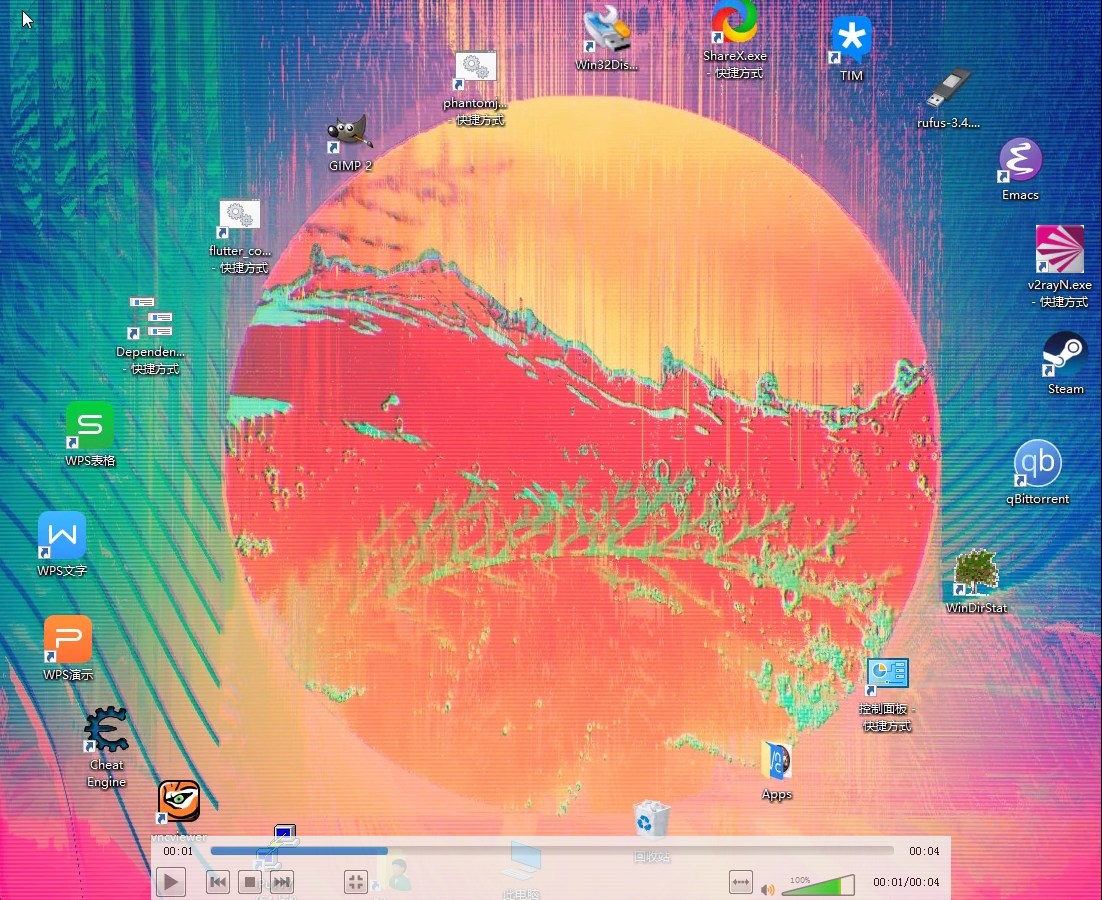 Win32Dis...
ShareX.exe
- 快捷方式
TIM
phantomj...
- 快捷方式
rufus-3.4....
GIMP 2
Emacs
flutter_co...
- 快捷方式
v2rayN.exe
- 快捷方式
Dependen...
- 快捷方式
Steam
WPS表格
qb
qBittorrent
WPS文字
WinDirStat
WPS演示
控制面板 -
快捷方式
Cheat
Engine
Apps
vncviewer
回收站
00:01
00:04
此电脑
100%
00:01/00:04